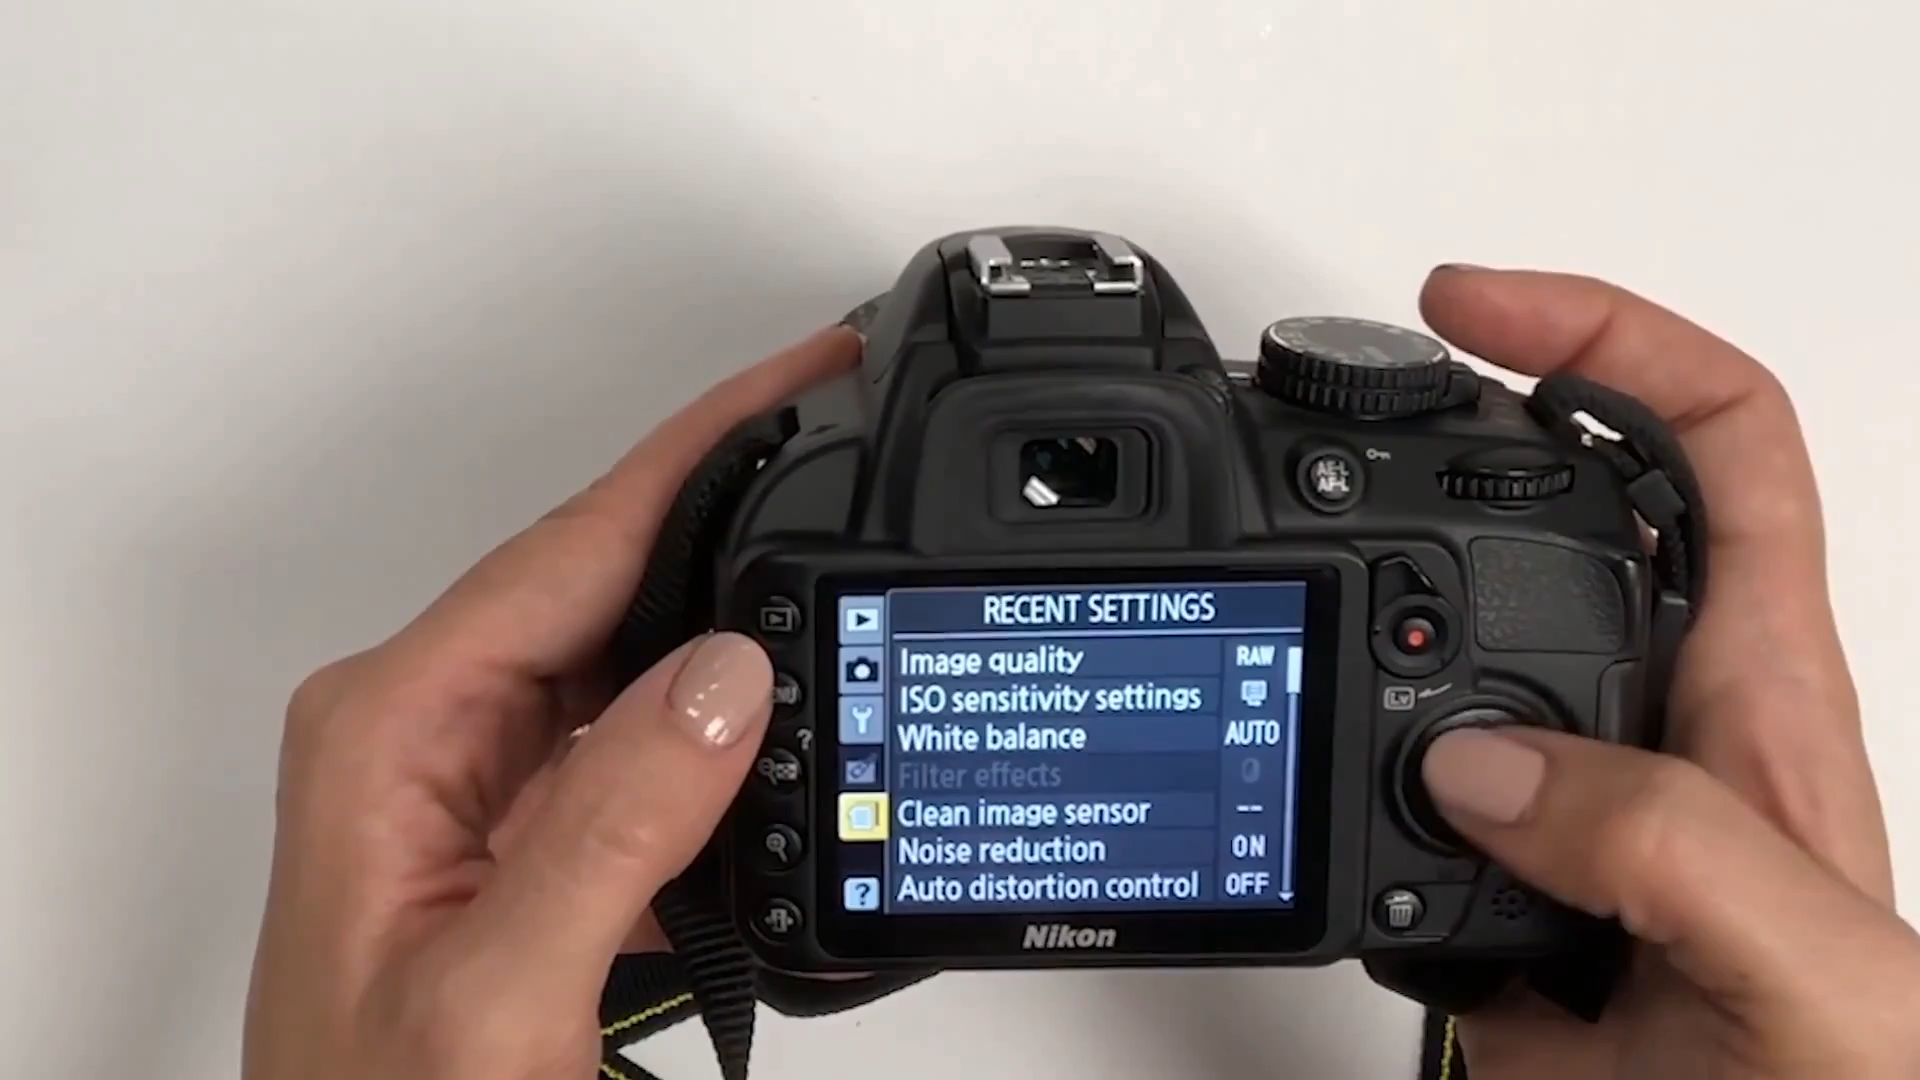 AE-L
AF-L
RECENT SETTINGS
Image quality RAW
ISO sensitivity settings
White balance AUTO
Filter effects
Clean image sensor --
Noise reduction ON
Auto distortion control OFF
?
?
Lv
Nikon